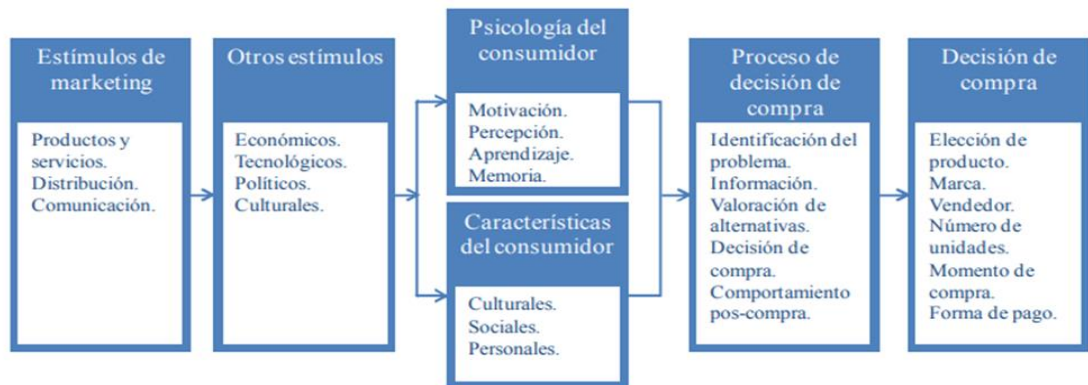 Estímulos de
marketing
Productos y
servicios.
Distribución.
Comunicación.
Otros estímulos
Económicos.
Tecnológicos.
Políticos.
Culturales.
Psicología del
consumidor
Motivación.
Percepción.
Aprendizaje.
Memoria.
Características
del consumidor
Culturales.
Sociales.
Personales.
Proceso de
decisión de
compra
Identificación del
problema.
Información.
Valoración de
alternativas.
Decisión de
compra.
Comportamiento
pos-compra.
Decisión de
compra
Elección de
producto.
Marca.
Vendedor.
Número de
unidades.
Momento de
compra.
Forma de pago.